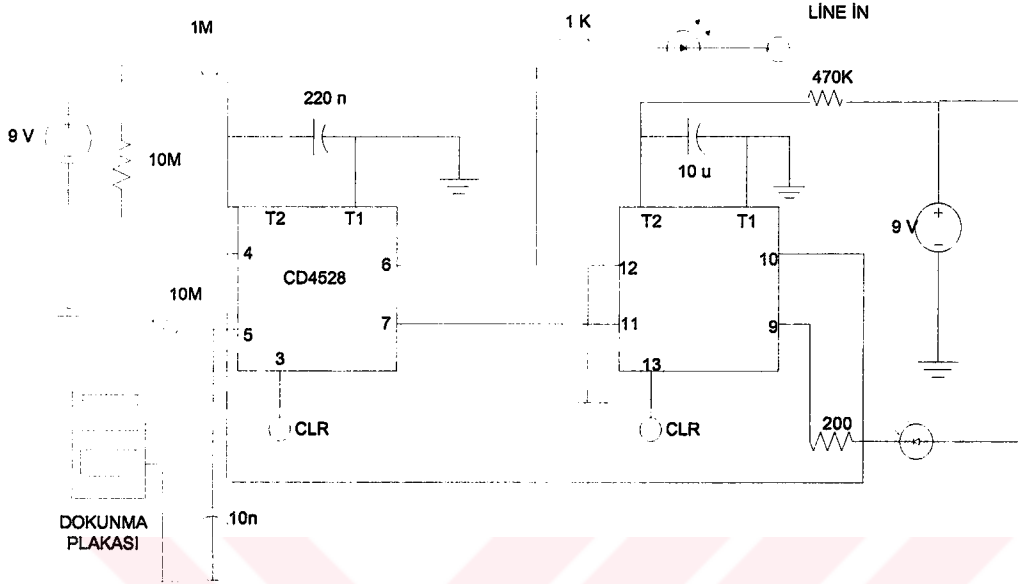 LİNE İN
1M
1 K
470K
220 n
9 V
10M
10 u
T2
T1
T2
T1
9 V
4
6
CD4528
12
10
10M
5
7
11
9
3
13
CLR
CLR
200
10n
DOKUNMA
PLAKASI